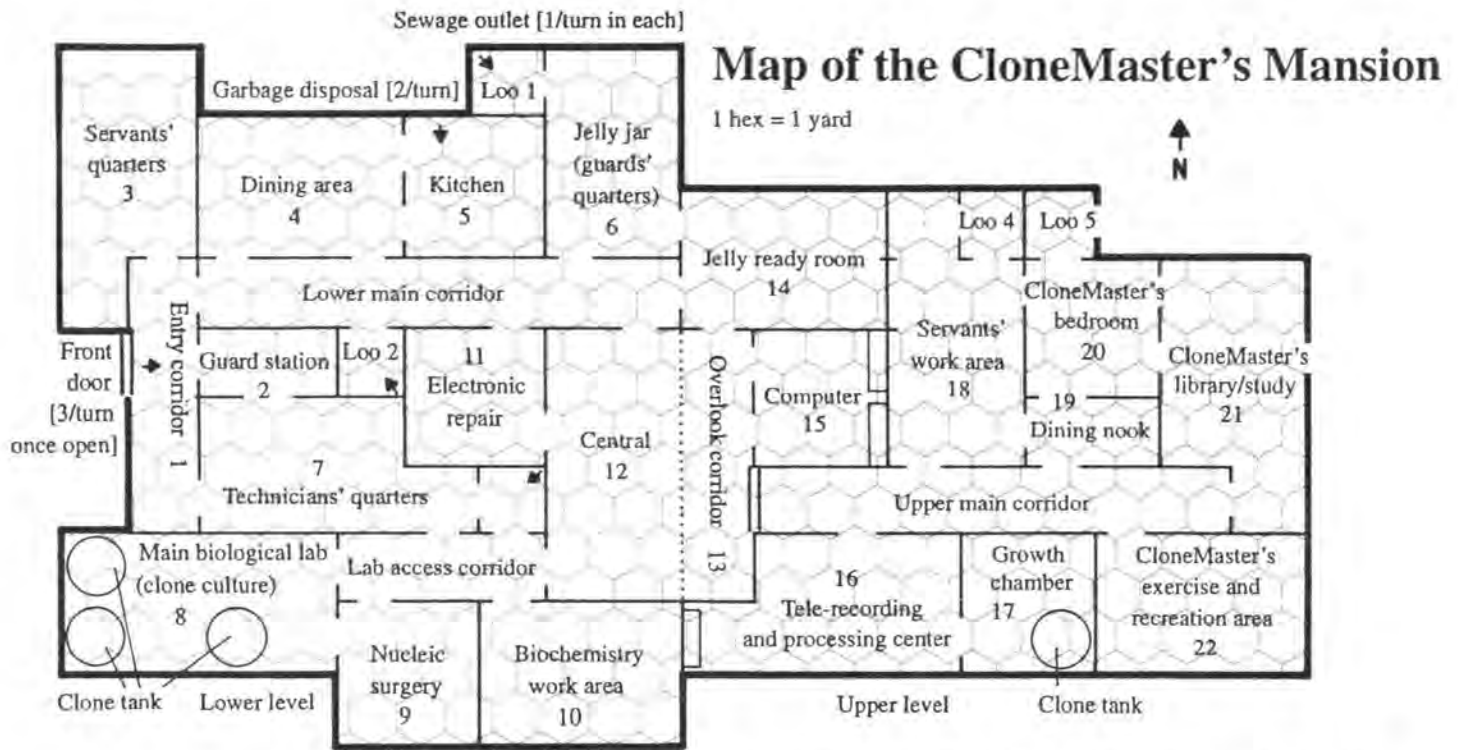 Sewage outlet [1/turn in each]
Map of the CloneMaster's Mansion
1 hex = 1 yard
N
Garbage disposal [2/turn]
Loo 1
Servants'
quarters
3
Dining area
4
Kitchen
5
Jelly jar
(guards'
quarters)
6
Loo 4
Loo 5
Lower main corridor
Jelly ready room
14
CloneMaster's
bedroom
20
Front
door
[3/turn
once open]
Entry corridor 1
Guard station
2
Loo 2
11
Electronic
repair
Central
12
Overlook corridor 13
Computer
15
Servants'
work area
18
19
Dining nook
CloneMaster's
library/study
21
7
Technicians' quarters
Upper main corridor
Main biological lab
(clone culture)
8
Lab access corridor
16
Tele-recording
and processing center
Growth
chamber
17
CloneMaster's
exercise and
recreation area
22
Nucleic
surgery
9
Biochemistry
work area
10
Clone tank
Lower level
Upper level
Clone tank